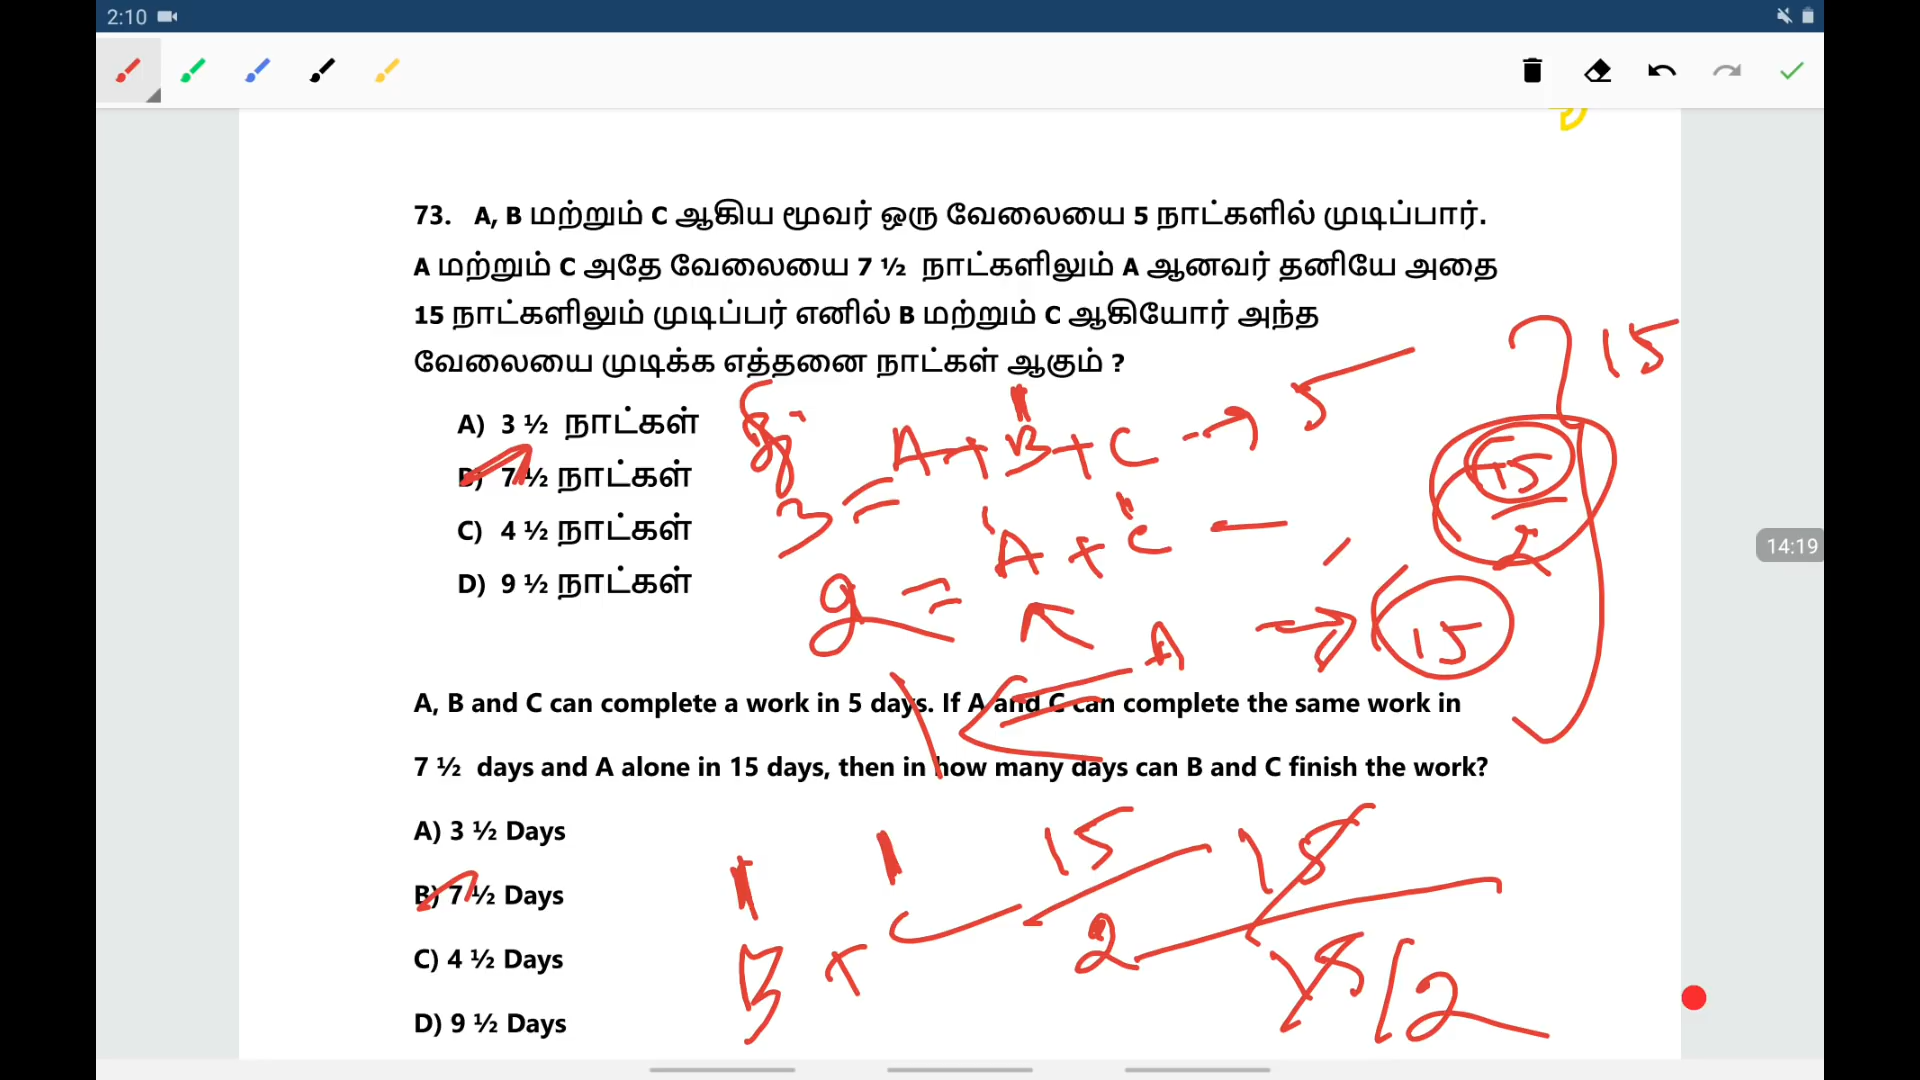 2:10
73. A, B மற்றும் C ஆகிய மூவர் ஒரு வேலையை 5 நாட்களில் முடிப்பார்.
A மற்றும் C அதே வேலையை 7 ½ நாட்களிலும் A ஆனவர் தனியே அதை
15 நாட்களிலும் முடிப்பர் எனில் B மற்றும் C ஆகியோர் அந்த
வேலையை முடிக்க எத்தனை நாட்கள் ஆகும் ?
15
A) 3 ½ நாட்கள்
A+B+C → 5
B) 7 ½ நாட்கள்
15
3 =
C) 4 ½ நாட்கள்
A + C —
2
D) 9 ½ நாட்கள்
2 =
14:19
A → 15
A, B and C can complete a work in 5 days. If A and C can complete the same work in
7 ½ days and A alone in 15 days, then in how many days can B and C finish the work?
A) 3 ½ Days
15
B) 7 ½ Days
C) 4 ½ Days
2
D) 9 ½ Days